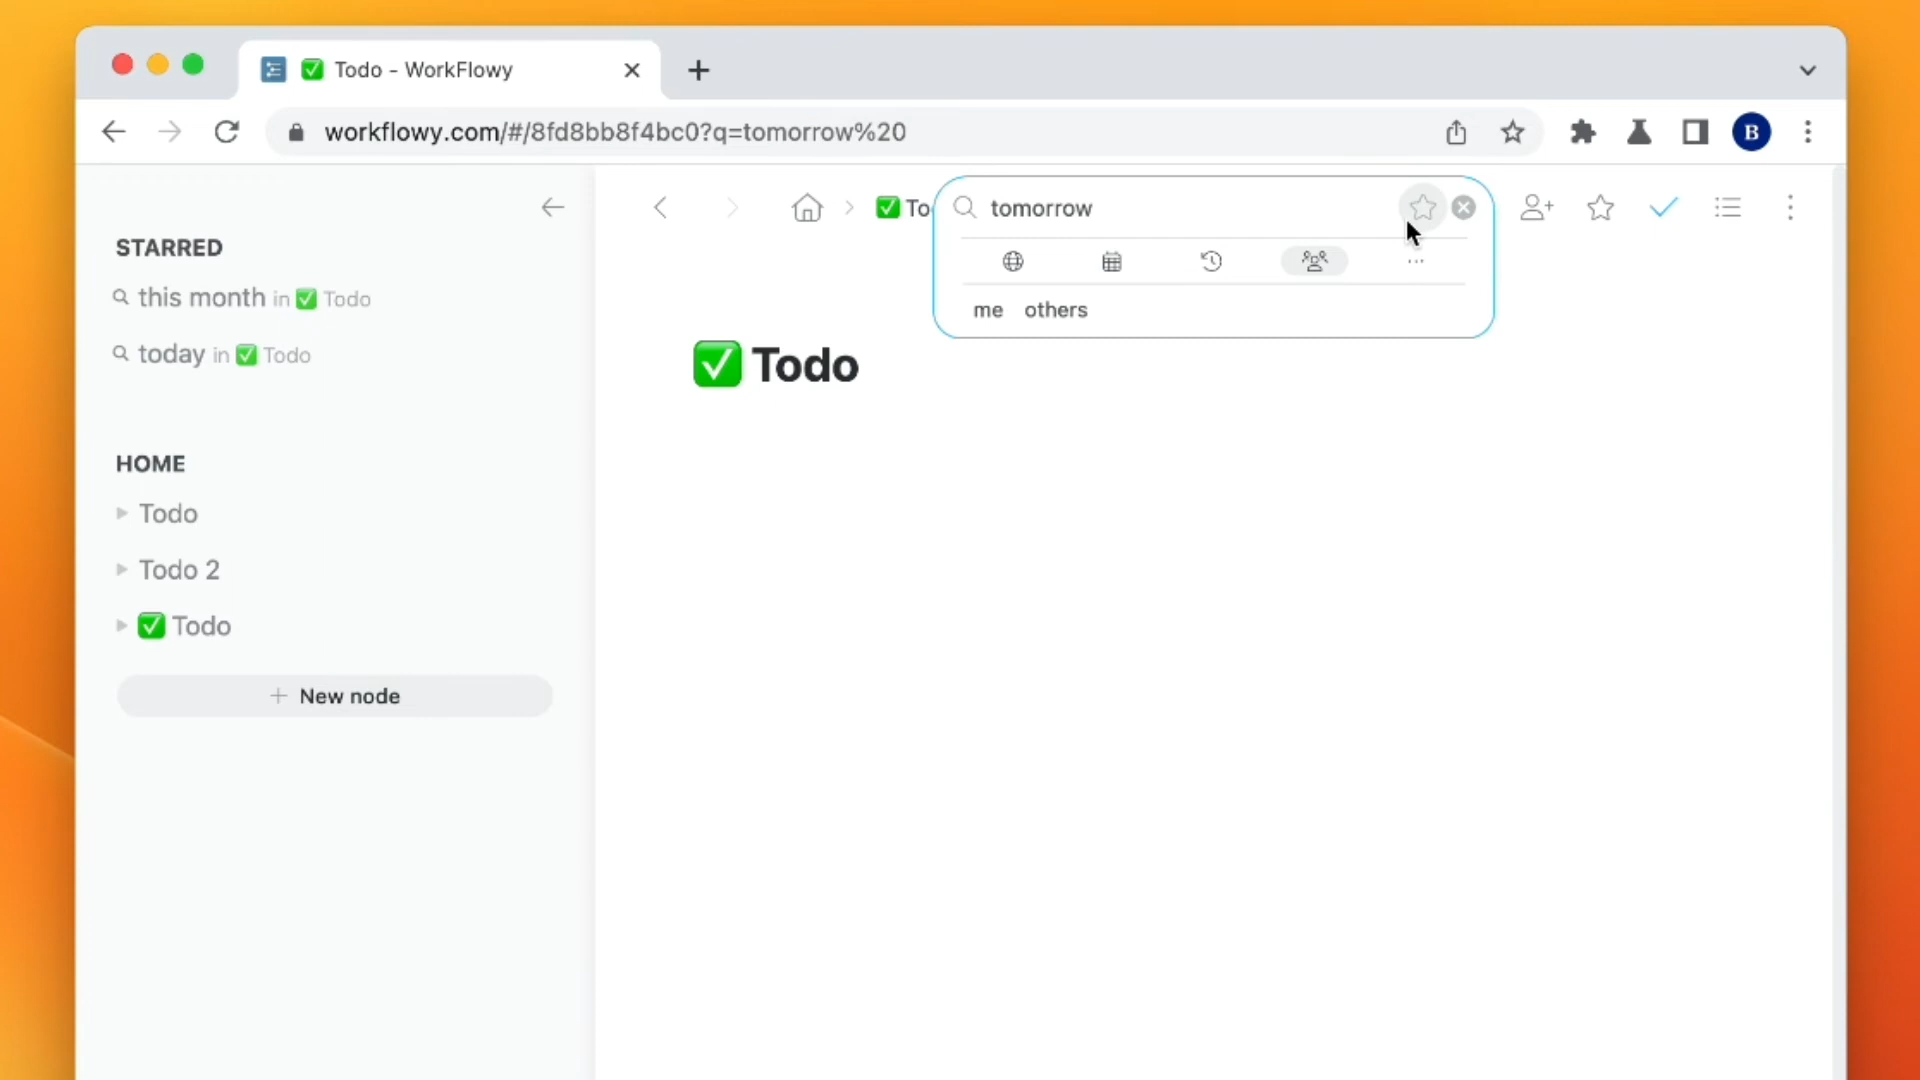 ✅ Todo - WorkFlowy
workflowy.com/#/8fd8bb8f4bc0?q=tomorrow%20
B
✅ To
tomorrow
me others
STARRED
this month in ✅ Todo
today in ✅ Todo
HOME
Todo
Todo 2
✅ Todo
+ New node
✅ Todo